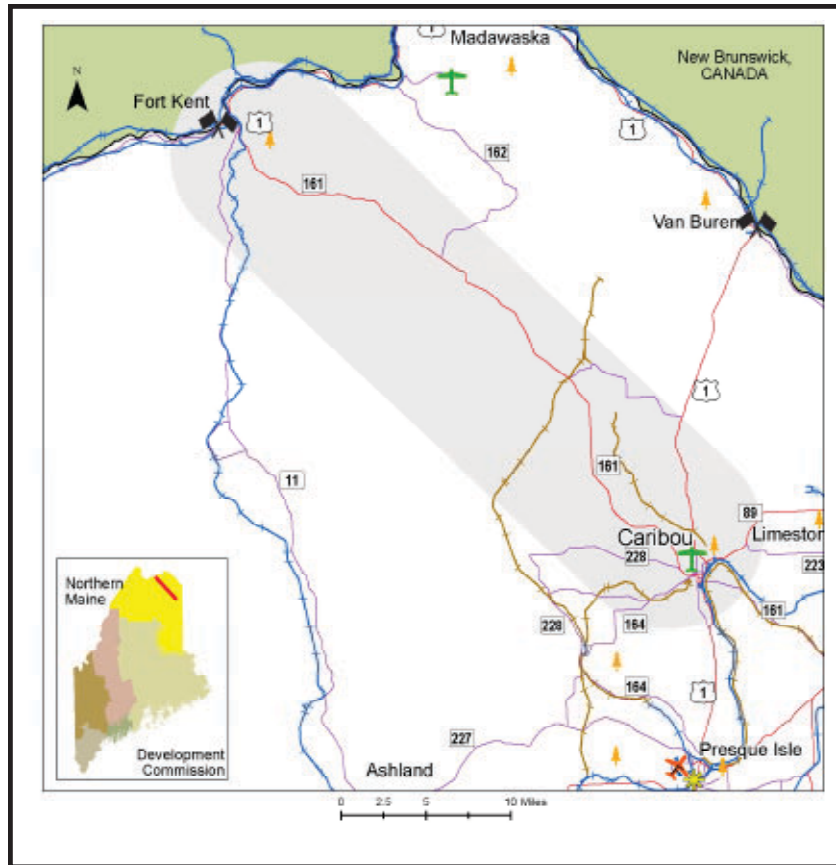 1
Madawaska
New Brunswick,
CANADA
N
Fort Kent
1
1
162
161
Van Buren
1
11
161
89
Caribou
Limeston
228
223
161
228
164
164
1
227
Presque Isle
Ashland
Northern
Maine
Development
Commission
0 2.5 5 10 Miles